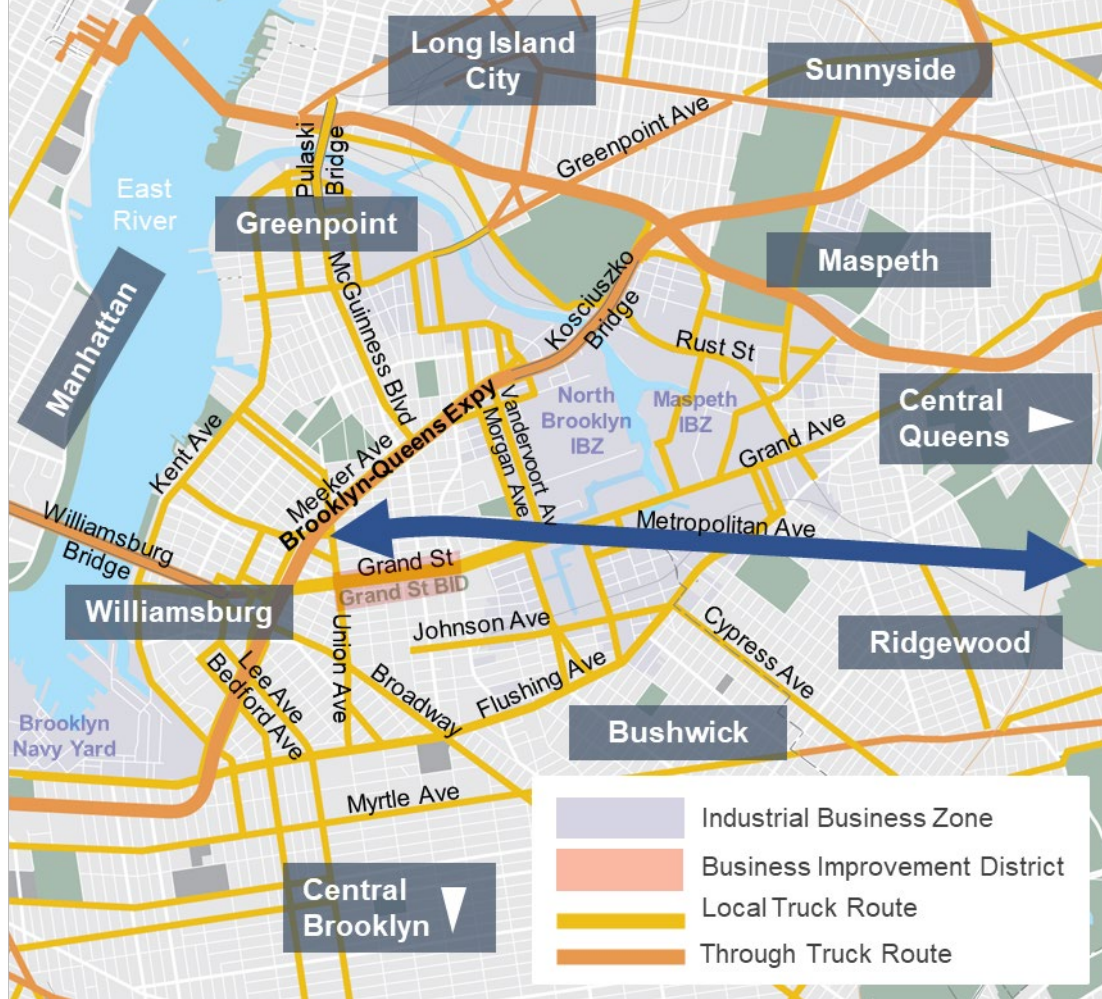 Long Island
City
Sunnyside
Greenpoint Ave
Pulaski
Bridge
East
River
Greenpoint
Maspeth
Manhattan
McGuinness Blvd
Kosciuszko
Bridge
Rust St
North
Brooklyn
IBZ
Maspeth
IBZ
Central
Queens
Kent Ave
Meeker Ave
Brooklyn-Queens Expy
Vandervoort Av
Morgan Ave
Grand Ave
Metropolitan Ave
Williamsburg
Bridge
Grand St
Grand St BID
Williamsburg
Johnson Ave
Cypress Ave
Ridgewood
Union Ave
Lee Ave
Bedford Ave
Broadway
Flushing Ave
Brooklyn
Navy Yard
Bushwick
Myrtle Ave
Central
Brooklyn
Industrial Business Zone
Business Improvement District
Local Truck Route
Through Truck Route